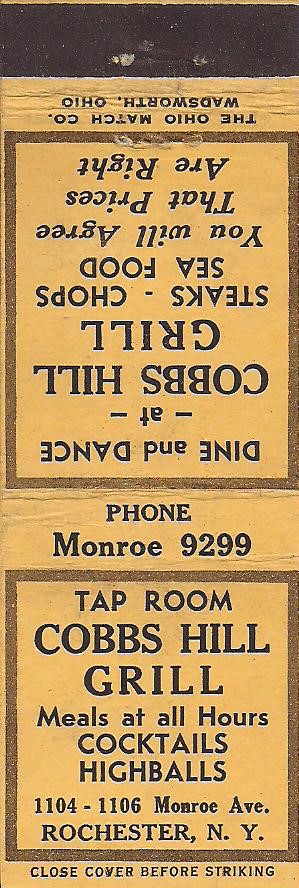 THE OHIO MATCH CO.
WADSWORTH, OHIO
DINE and DANCE
- at -
COBBS HILL
GRILL
STEAKS - CHOPS
SEA FOOD
You will Agree
That Prices
Are Right
PHONE
Monroe 9299
TAP ROOM
COBBS HILL
GRILL
Meals at all Hours
COCKTAILS
HIGHBALLS
1104 - 1106 Monroe Ave.
ROCHESTER, N. Y.
CLOSE COVER BEFORE STRIKING